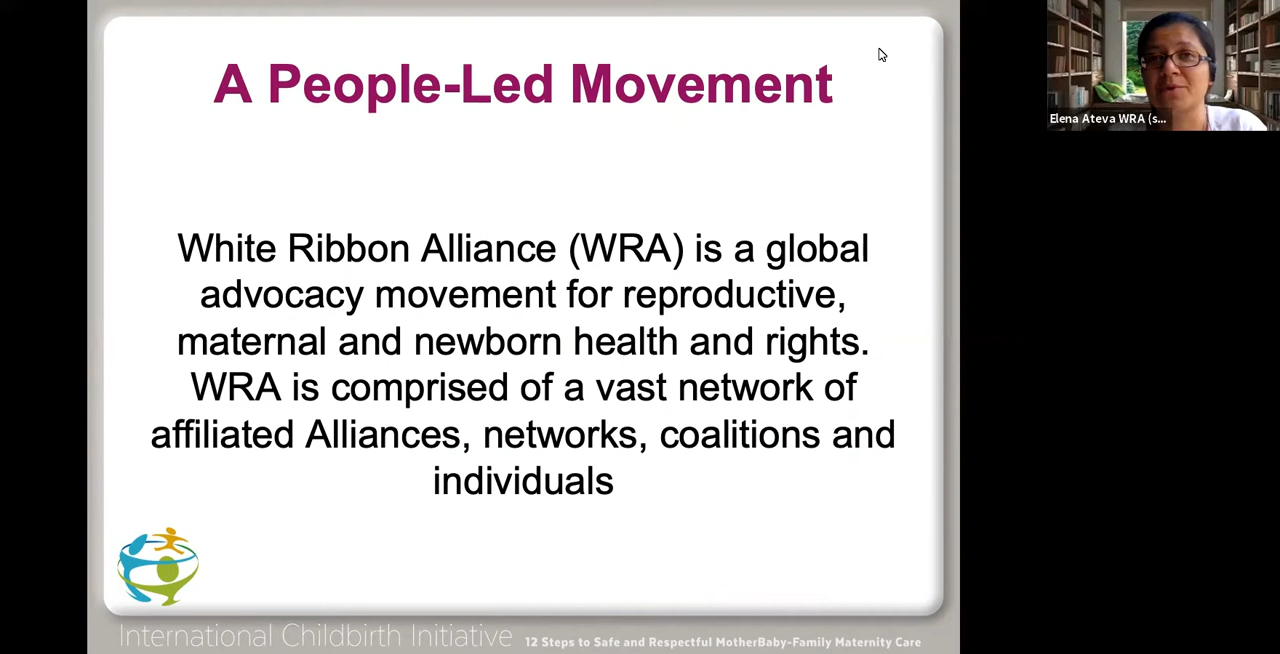 A People-Led Movement
White Ribbon Alliance (WRA) is a global
advocacy movement for reproductive,
maternal and newborn health and rights.
WRA is comprised of a vast network of
affiliated Alliances, networks, coalitions and
individuals
International Childbirth Initiative 12 Steps to Safe and Respectful MotherBaby-Family Maternity Care
Elena Ateva WRA (s...